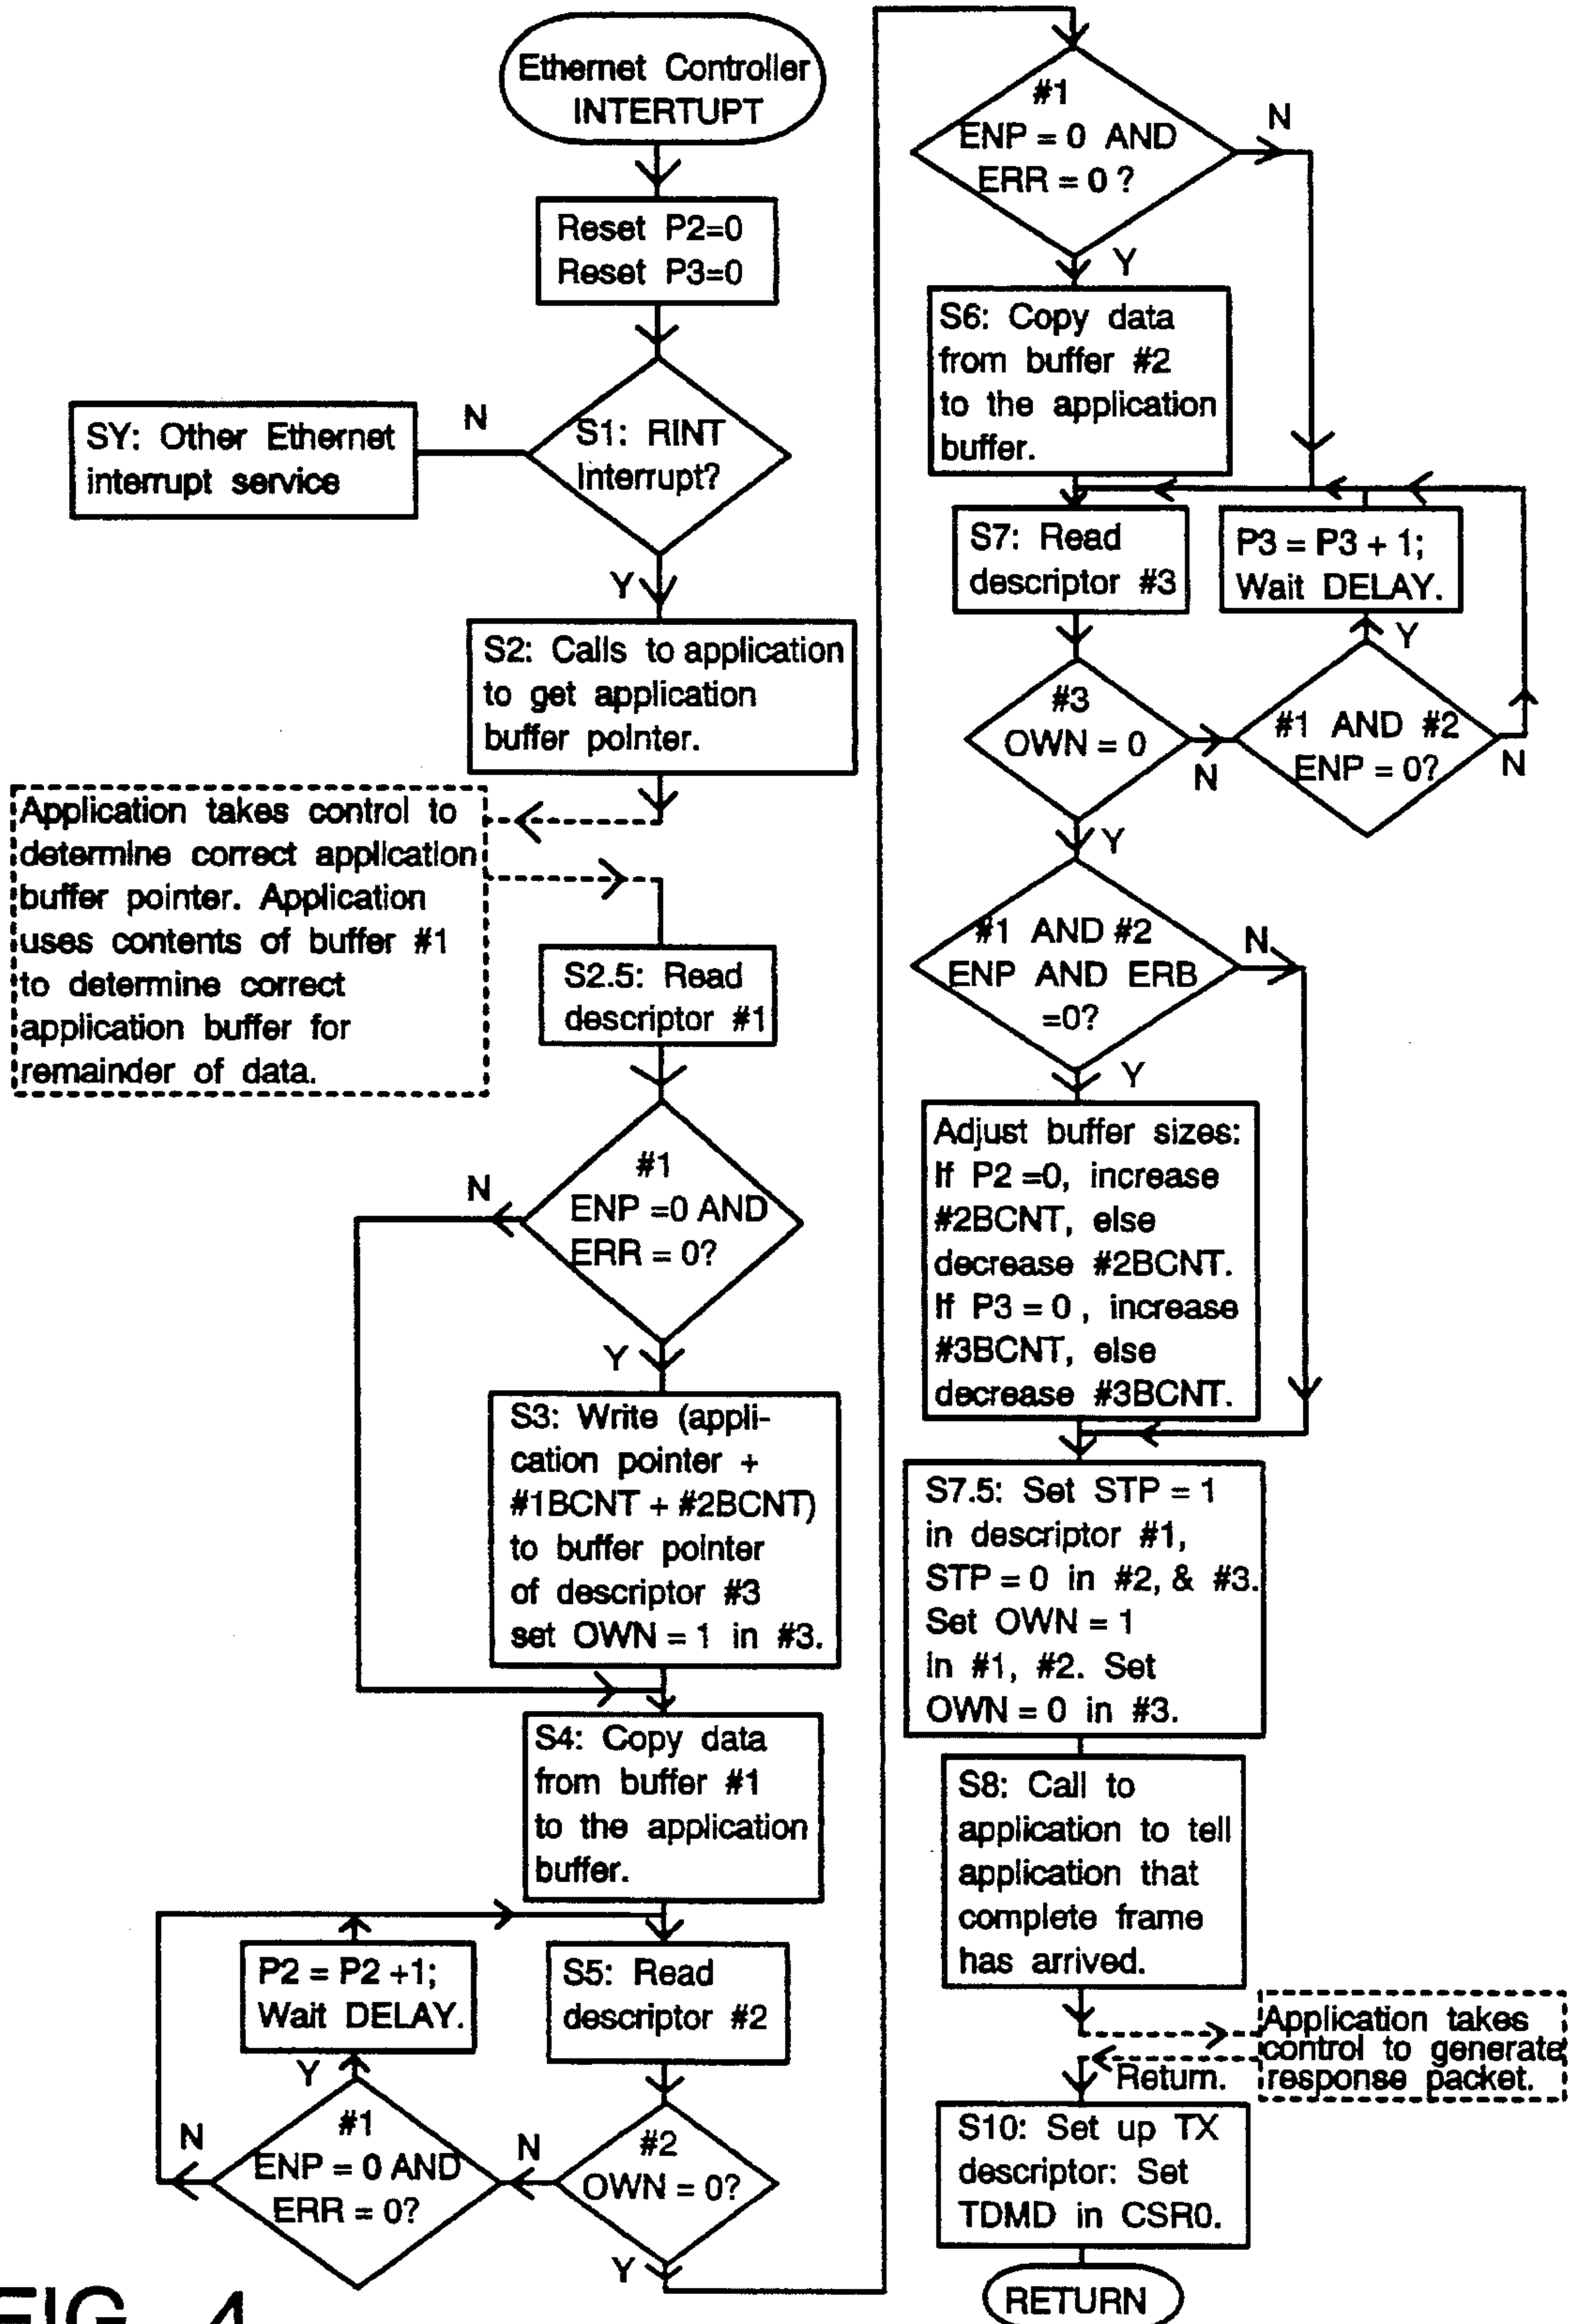 Ethernet Controller
INTERTUPT
Reset P2=0
Reset P3=0
S1: RINT
Interrupt?
N
SY: Other Ethernet
interrupt service
Y
S2: Calls to application
to get application
buffer pointer.
Application takes control to
determine correct application
buffer pointer. Application
uses contents of buffer #1
to determine correct
application buffer for
remainder of data.
S2.5: Read
descriptor #1
#1
ENP =0 AND
ERR = 0?
N
Y
S3: Write (appli-
cation pointer +
#1BCNT + #2BCNT)
to buffer pointer
of descriptor #3
set OWN = 1 in #3.
S4: Copy data
from buffer #1
to the application
buffer.
P2 = P2 +1;
Wait DELAY.
S5: Read
descriptor #2
Y
#1
ENP = 0 AND
ERR = 0?
N
N
#2
OWN = 0?
Y
#1
ENP = 0 AND
ERR = 0 ?
N
Y
S6: Copy data
from buffer #2
to the application
buffer.
S7: Read
descriptor #3
P3 = P3 + 1;
Wait DELAY.
Y
#3
OWN = 0
N
#1 AND #2
ENP = 0?
N
Y
#1 AND #2
ENP AND ERB
=0?
N
Y
Adjust buffer sizes:
If P2 =0, increase
#2BCNT, else
decrease #2BCNT.
If P3 = 0 , increase
#3BCNT, else
decrease #3BCNT.
S7.5: Set STP = 1
in descriptor #1,
STP = 0 in #2, & #3.
Set OWN = 1
in #1, #2. Set
OWN = 0 in #3.
S8: Call to
application to tell
application that
complete frame
has arrived.
Application takes
control to generate
response packet.
Return.
S10: Set up TX
descriptor: Set
TDMD in CSR0.
RETURN
FIG. 4